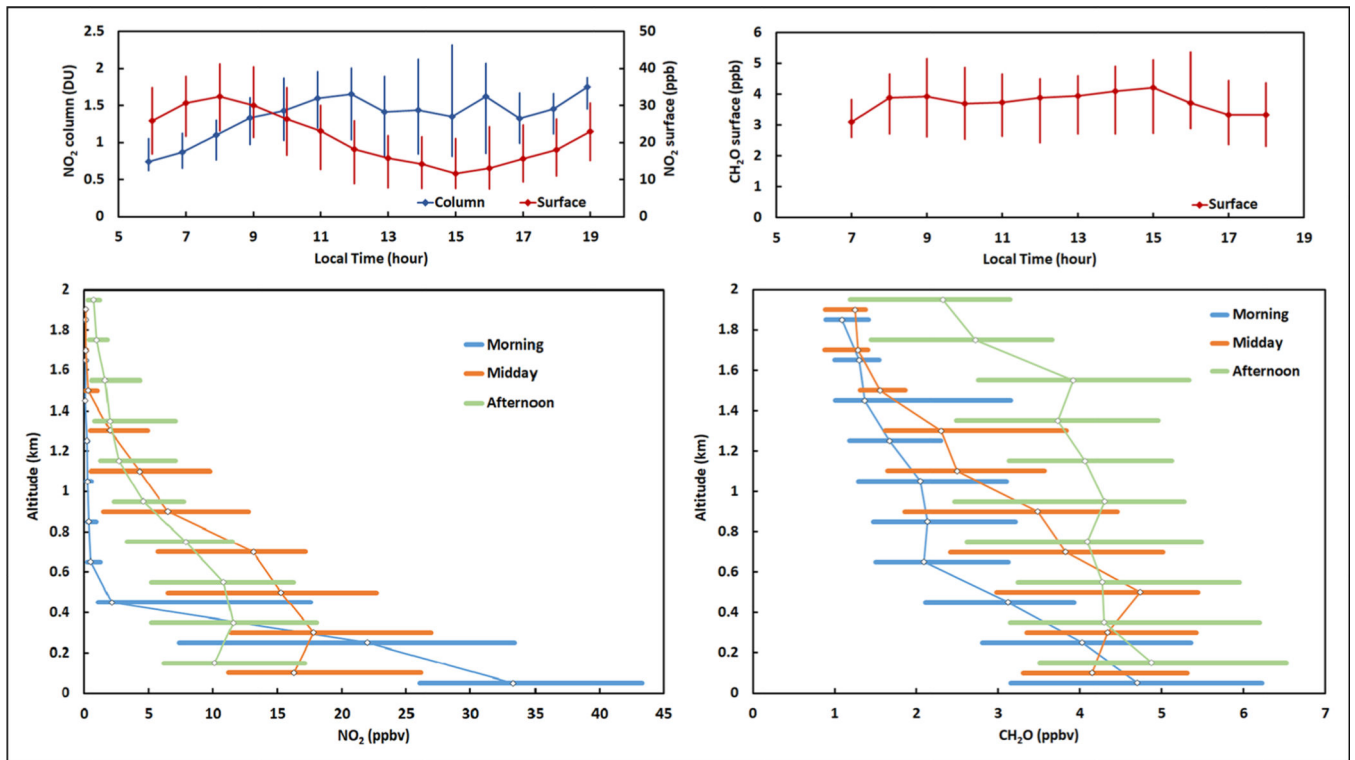 2.5
2
1.5
1
0.5
0
NO2 column (DU)
50
40
30
20
10
0
NO2 surface (ppb)
Column
Surface
5 7 9 11 13 15 17 19
Local Time (hour)
6
5
4
3
2
1
0
CH2O surface (ppb)
Surface
5 7 9 11 13 15 17 19
Local Time (hour)
2
1.8
1.6
1.4
1.2
1
0.8
0.6
0.4
0.2
0
Altitude (km)
Morning
Midday
Afternoon
0 5 10 15 20 25 30 35 40 45
NO2 (ppbv)
2
1.8
1.6
1.4
1.2
1
0.8
0.6
0.4
0.2
0
Altitude (km)
Morning
Midday
Afternoon
0 1 2 3 4 5 6 7
CH2O (ppbv)